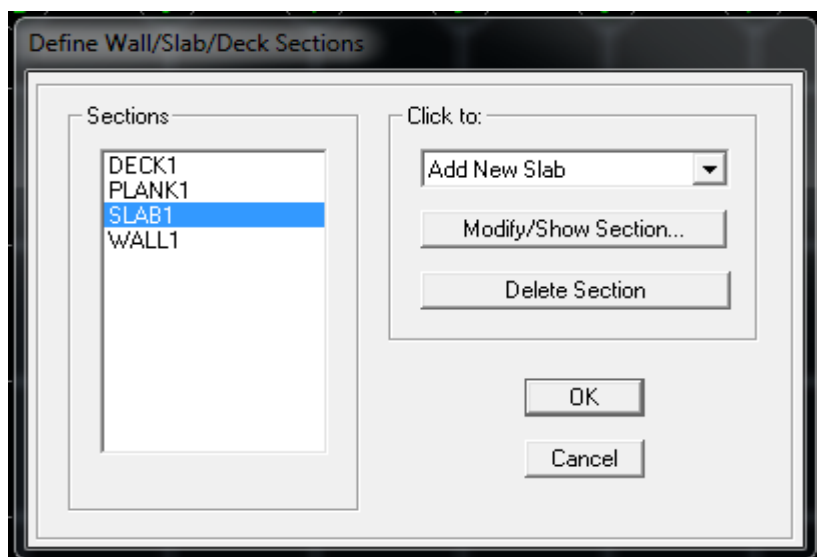 Define Wall/Slab/Deck Sections
Sections
DECK1
PLANK1
SLAB1
WALL1
Click to:
Add New Slab
Modify/Show Section...
Delete Section
OK
Cancel